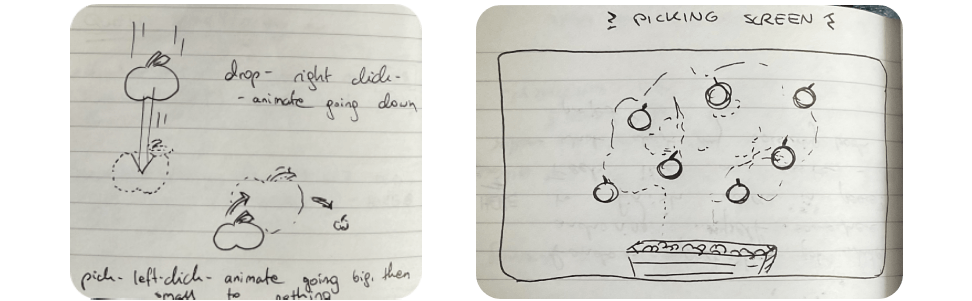 drop- right click-
- animate going down
pick- left-click- animate going big, then
small to nothing
PICKING SCREEN